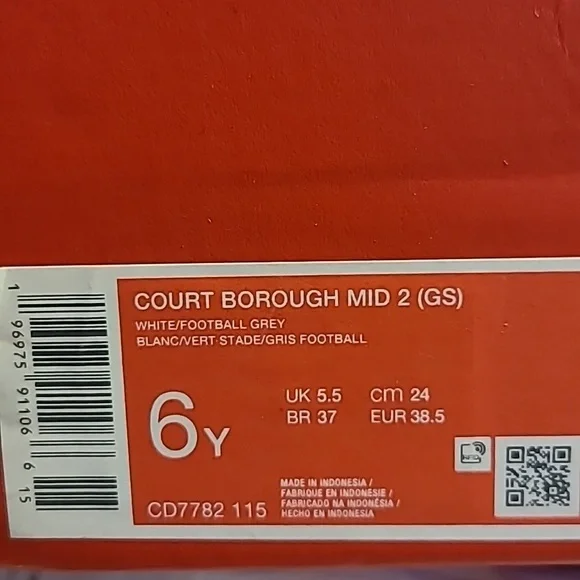 COURT BOROUGH MID 2 (GS)
WHITE/FOOTBALL GREY
BLANC/VERT STADE/GRIS FOOTBALL
6Y
UK 5.5 cm 24
BR 37 EUR 38.5
CD7782 115
MADE IN INDONESIA /
FABRIQUE EN INDONESIE /
FABRICADO NA INDONÉSIA /
HECHO EN INDONESIA
1 96975 91106 6 15